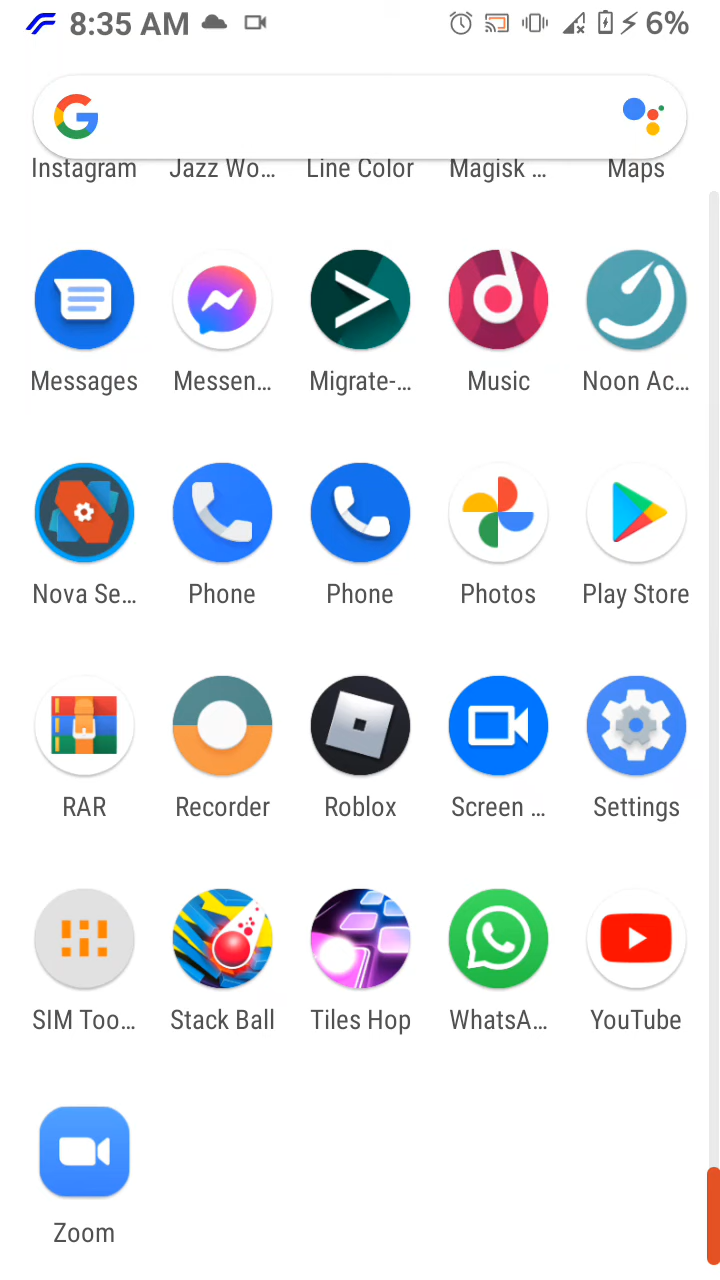 8:35 AM 6%
Instagram Jazz Wo... Line Color Magisk ... Maps
Messages Messen... Migrate-... Music Noon Ac...
Nova Se... Phone Phone Photos Play Store
RAR Recorder Roblox Screen ... Settings
SIM Too... Stack Ball Tiles Hop WhatsA... YouTube
Zoom